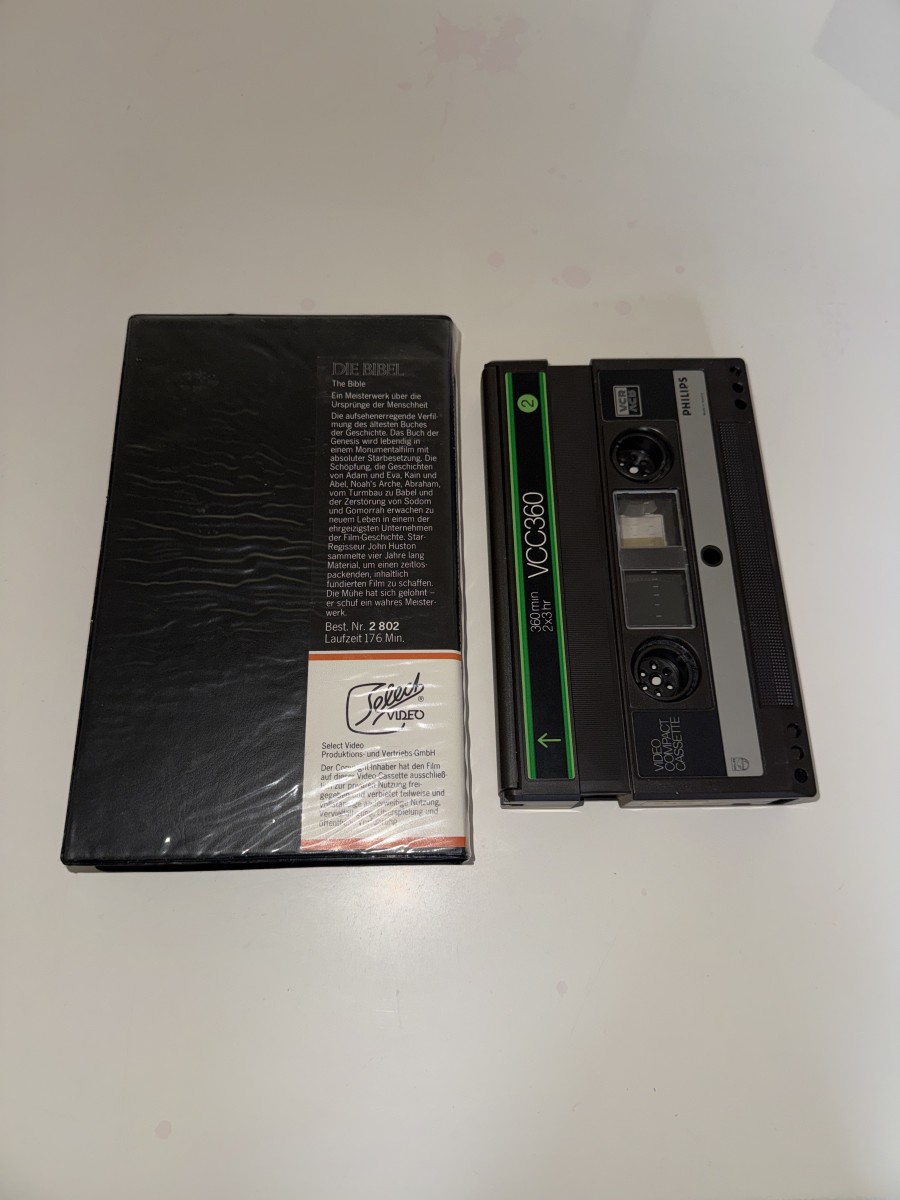 DIE BIBEL
The Bible
Ein Meisterwerk über die
Ursprünge der Menschheit
Die aufsehenerregende Verfil-
mung des ältesten Buches
der Geschichte. Das Buch der
Genesis wird lebendig in
einem Monumentalfilm mit
absoluter Starbesetzung. Die
Schöpfung, die Geschichten
von Adam und Eva, Kain und
Abel, Noah's Arche, Abraham,
vom Turmbau zu Babel und
der Zerstörung von Sodom
und Gomorrah erwachen zu
neuem Leben in einem der
ehrgeizigsten Unternehmen
der Film-Geschichte. Star-
Regisseur John Huston
sammelte vier Jahre lang
Material, um einen zeitlos-
packenden, inhaltlich
fundierten Film zu schaffen.
Die Mühe hat sich gelohnt –
er schuf ein wahres Meister-
werk.
Best. Nr. 2 802
Laufzeit 176 Min.
Select
®
VIDEO
Select Video
Produktions- und Vertriebs-GmbH
Der Copyright-Inhaber hat den Film
auf dieser Video Cassette ausschließ-
zur privaten Nutzung frei-
gegeben und verbietet teilweise und
anderweitige Nutzung,
Überspielung und
2
VCC360
360 min
2x3hr
VCR
PHILIPS
VIDEO
COMPACT
CASSETTE